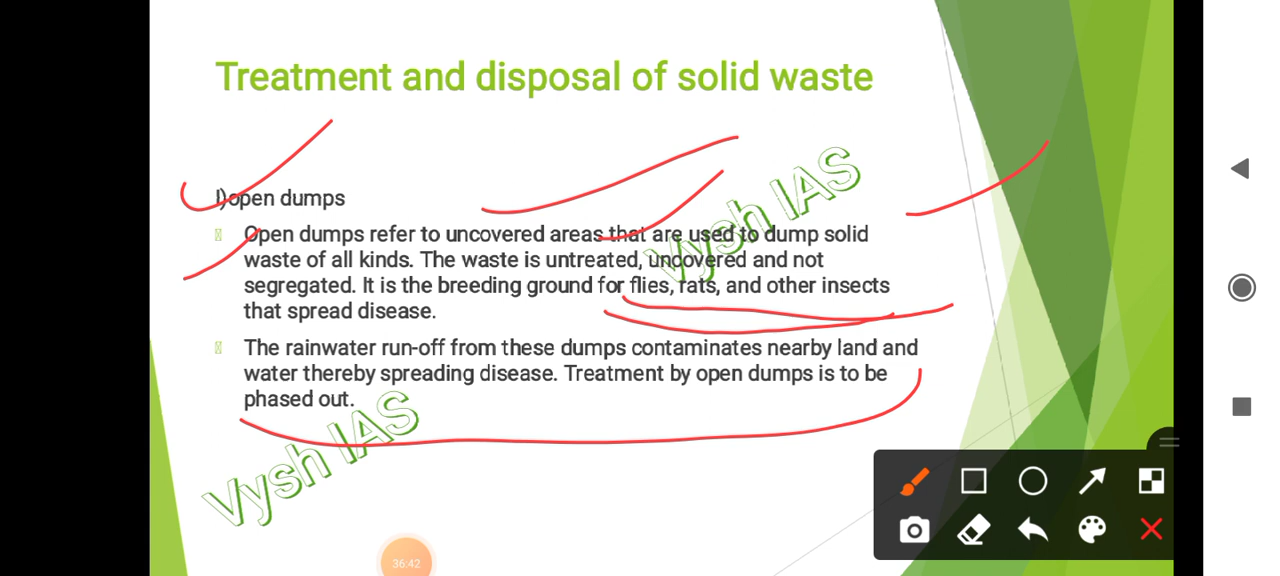 Treatment and disposal of solid waste
I)open dumps
Open dumps refer to uncovered areas that are used to dump solid
waste of all kinds. The waste is untreated, uncovered and not
segregated. It is the breeding ground for flies, rats, and other insects
that spread disease.
The rainwater run-off from these dumps contaminates nearby land and
water thereby spreading disease. Treatment by open dumps is to be
phased out.
Vysh IAS
Vysh IAS
36:42